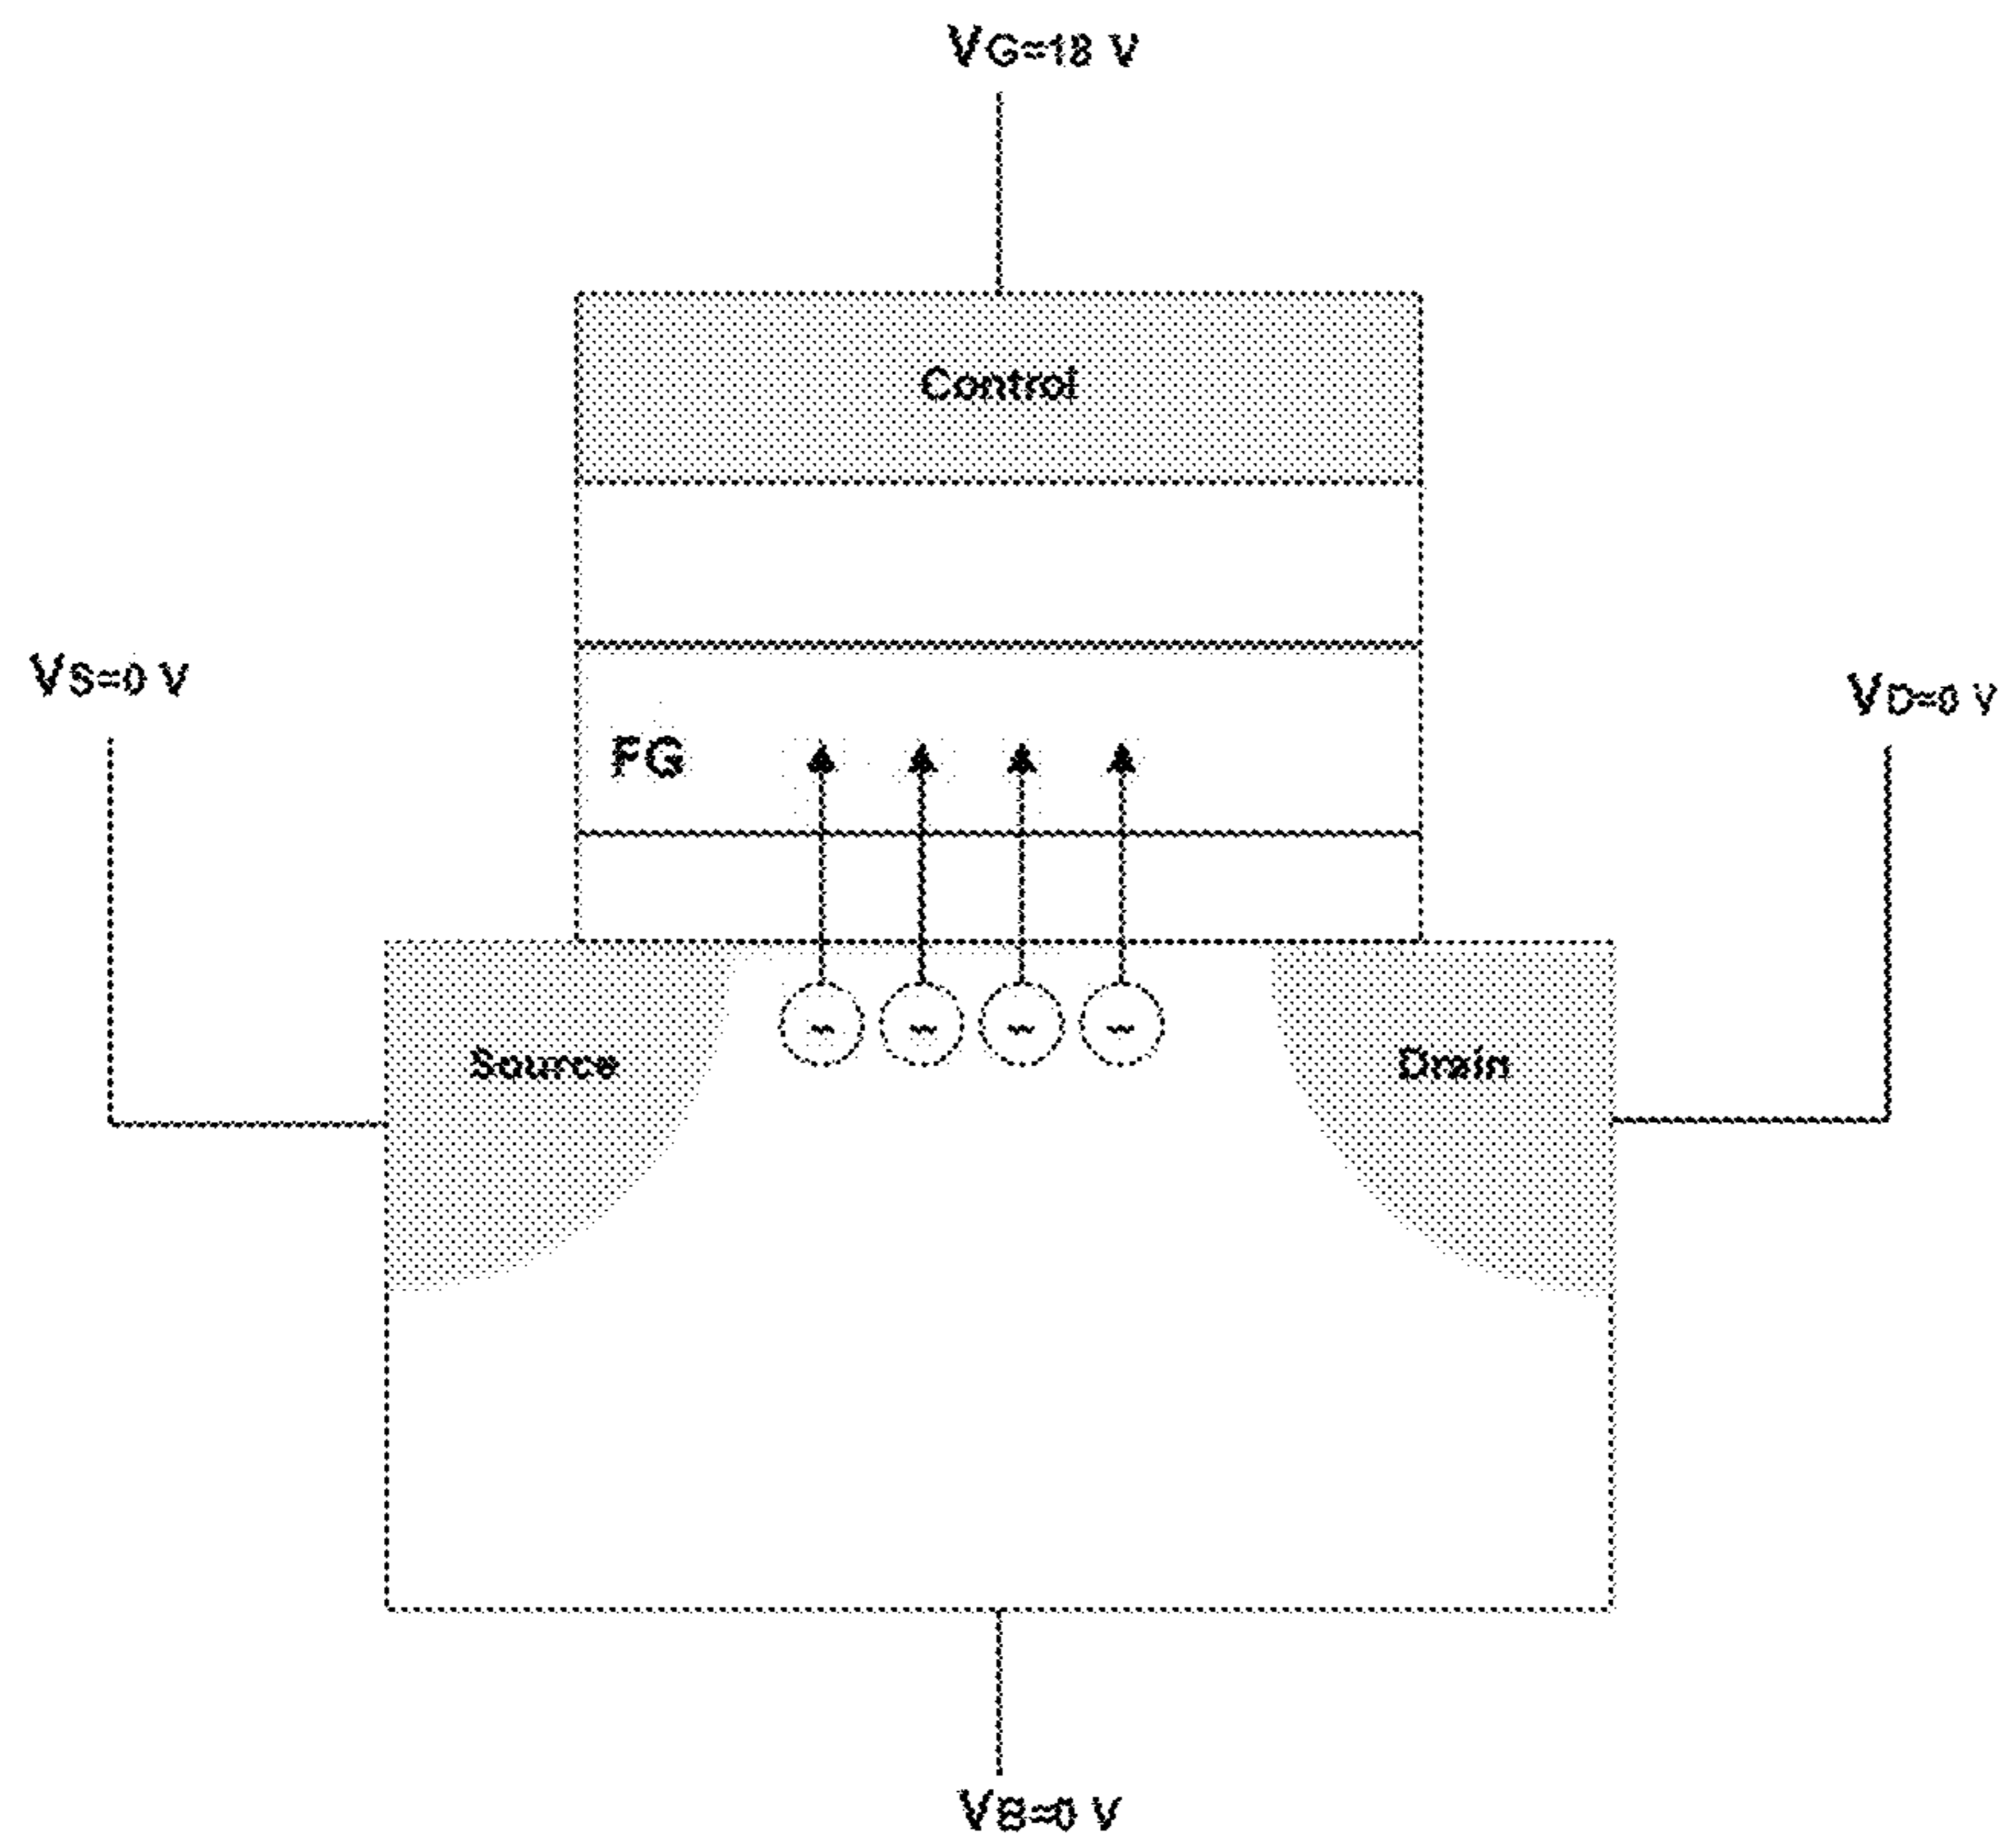 VG=18 V
Control
VS=0 V
VD=0 V
FG
-
-
-
-
Source
Drain
VB=0 V